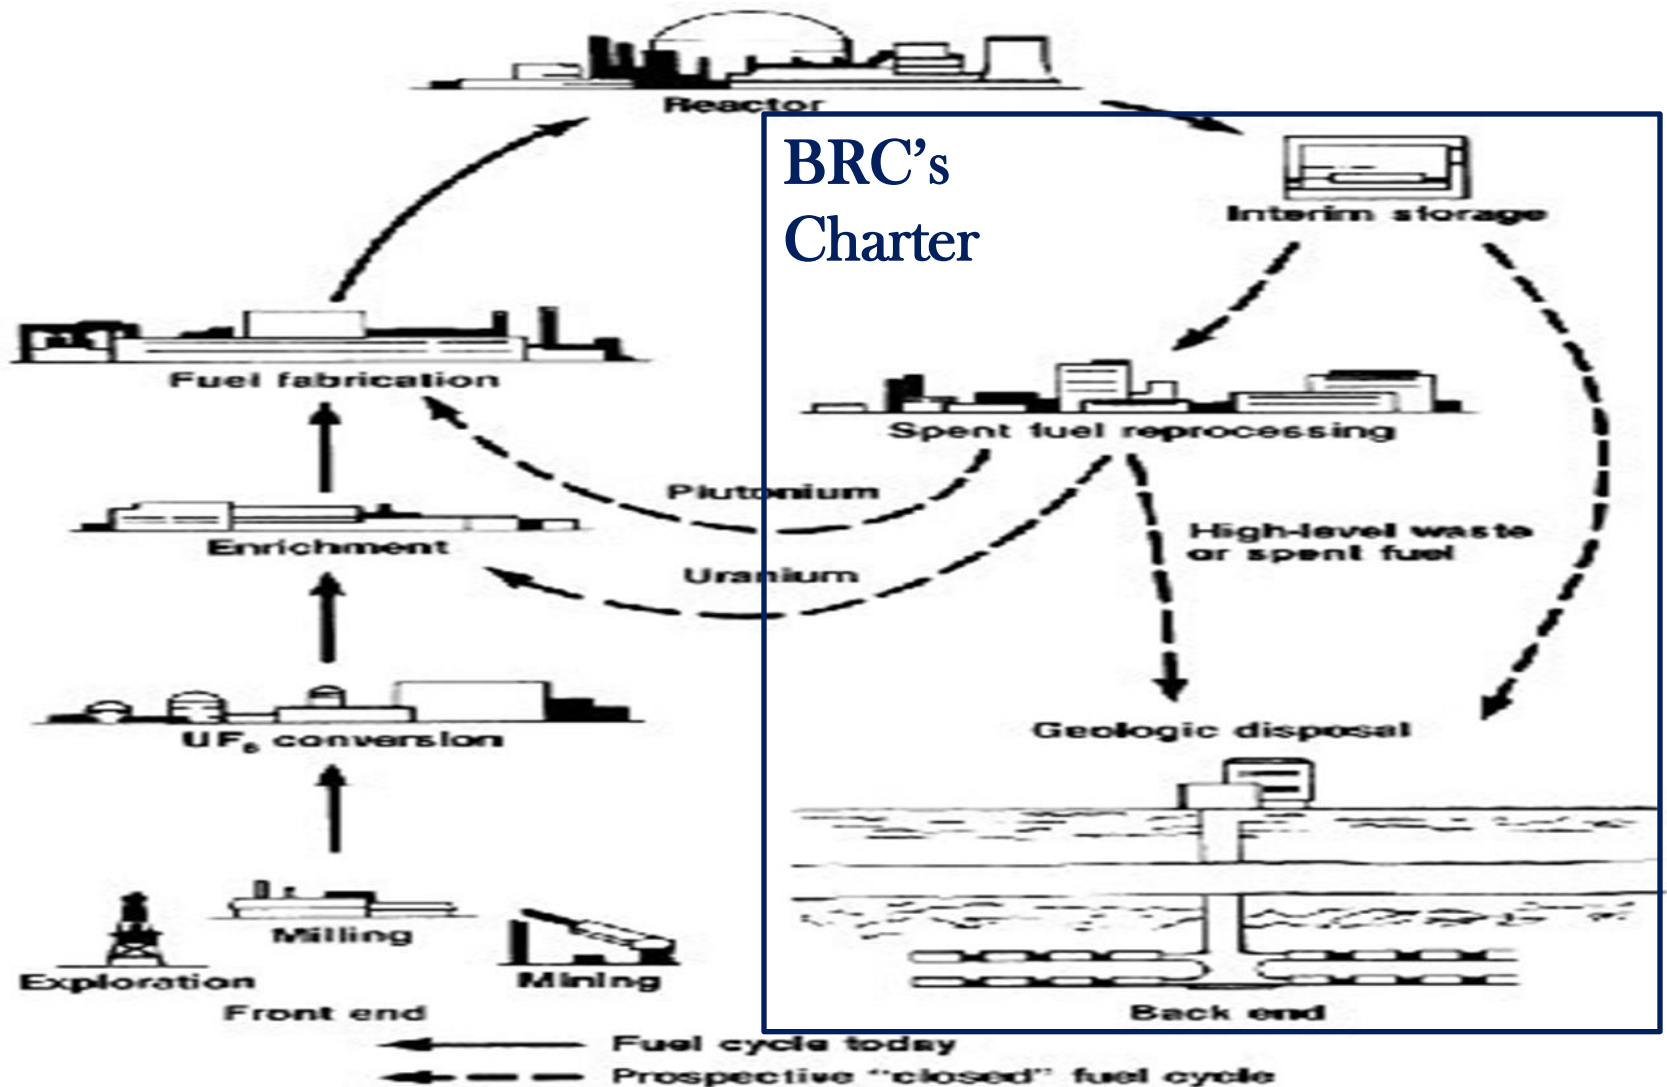 Reactor
BRC's
Charter
Interim storage
Fuel fabrication
Spent fuel reprocessing
Plutonium
High-level waste
or spent fuel
Enrichment
Uranium
Geologic disposal
UF₆ conversion
Milling
Exploration
Mining
Front end
Back end
Fuel cycle today
Prospective "closed" fuel cycle